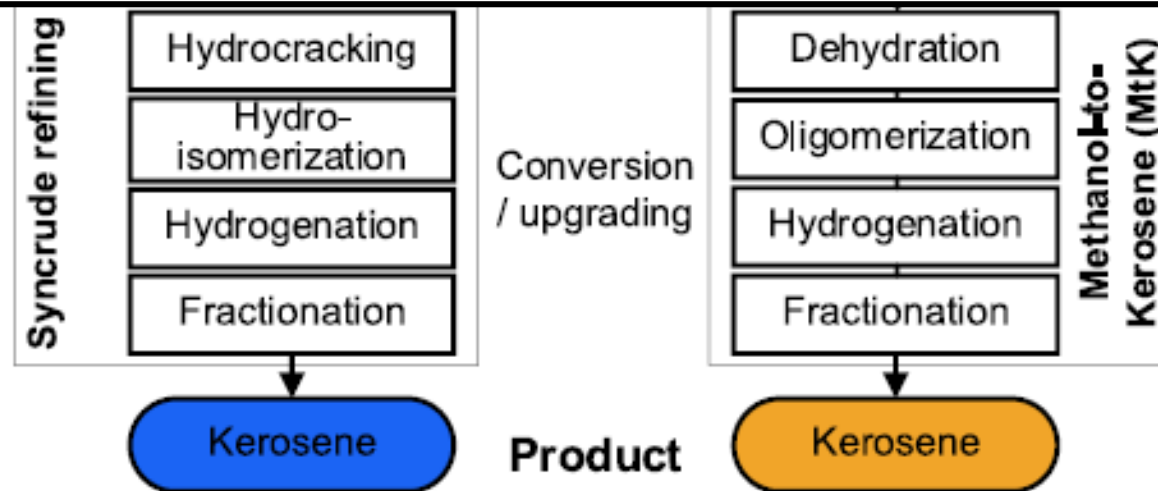 Syncrude refining
Hydrocracking
Hydro-
isomerization
Hydrogenation
Fractionation
Kerosene
Conversion
/ upgrading
Product
Dehydration
Oligomerization
Hydrogenation
Fractionation
Kerosene
Methanol-to-
Kerosene (MtK)